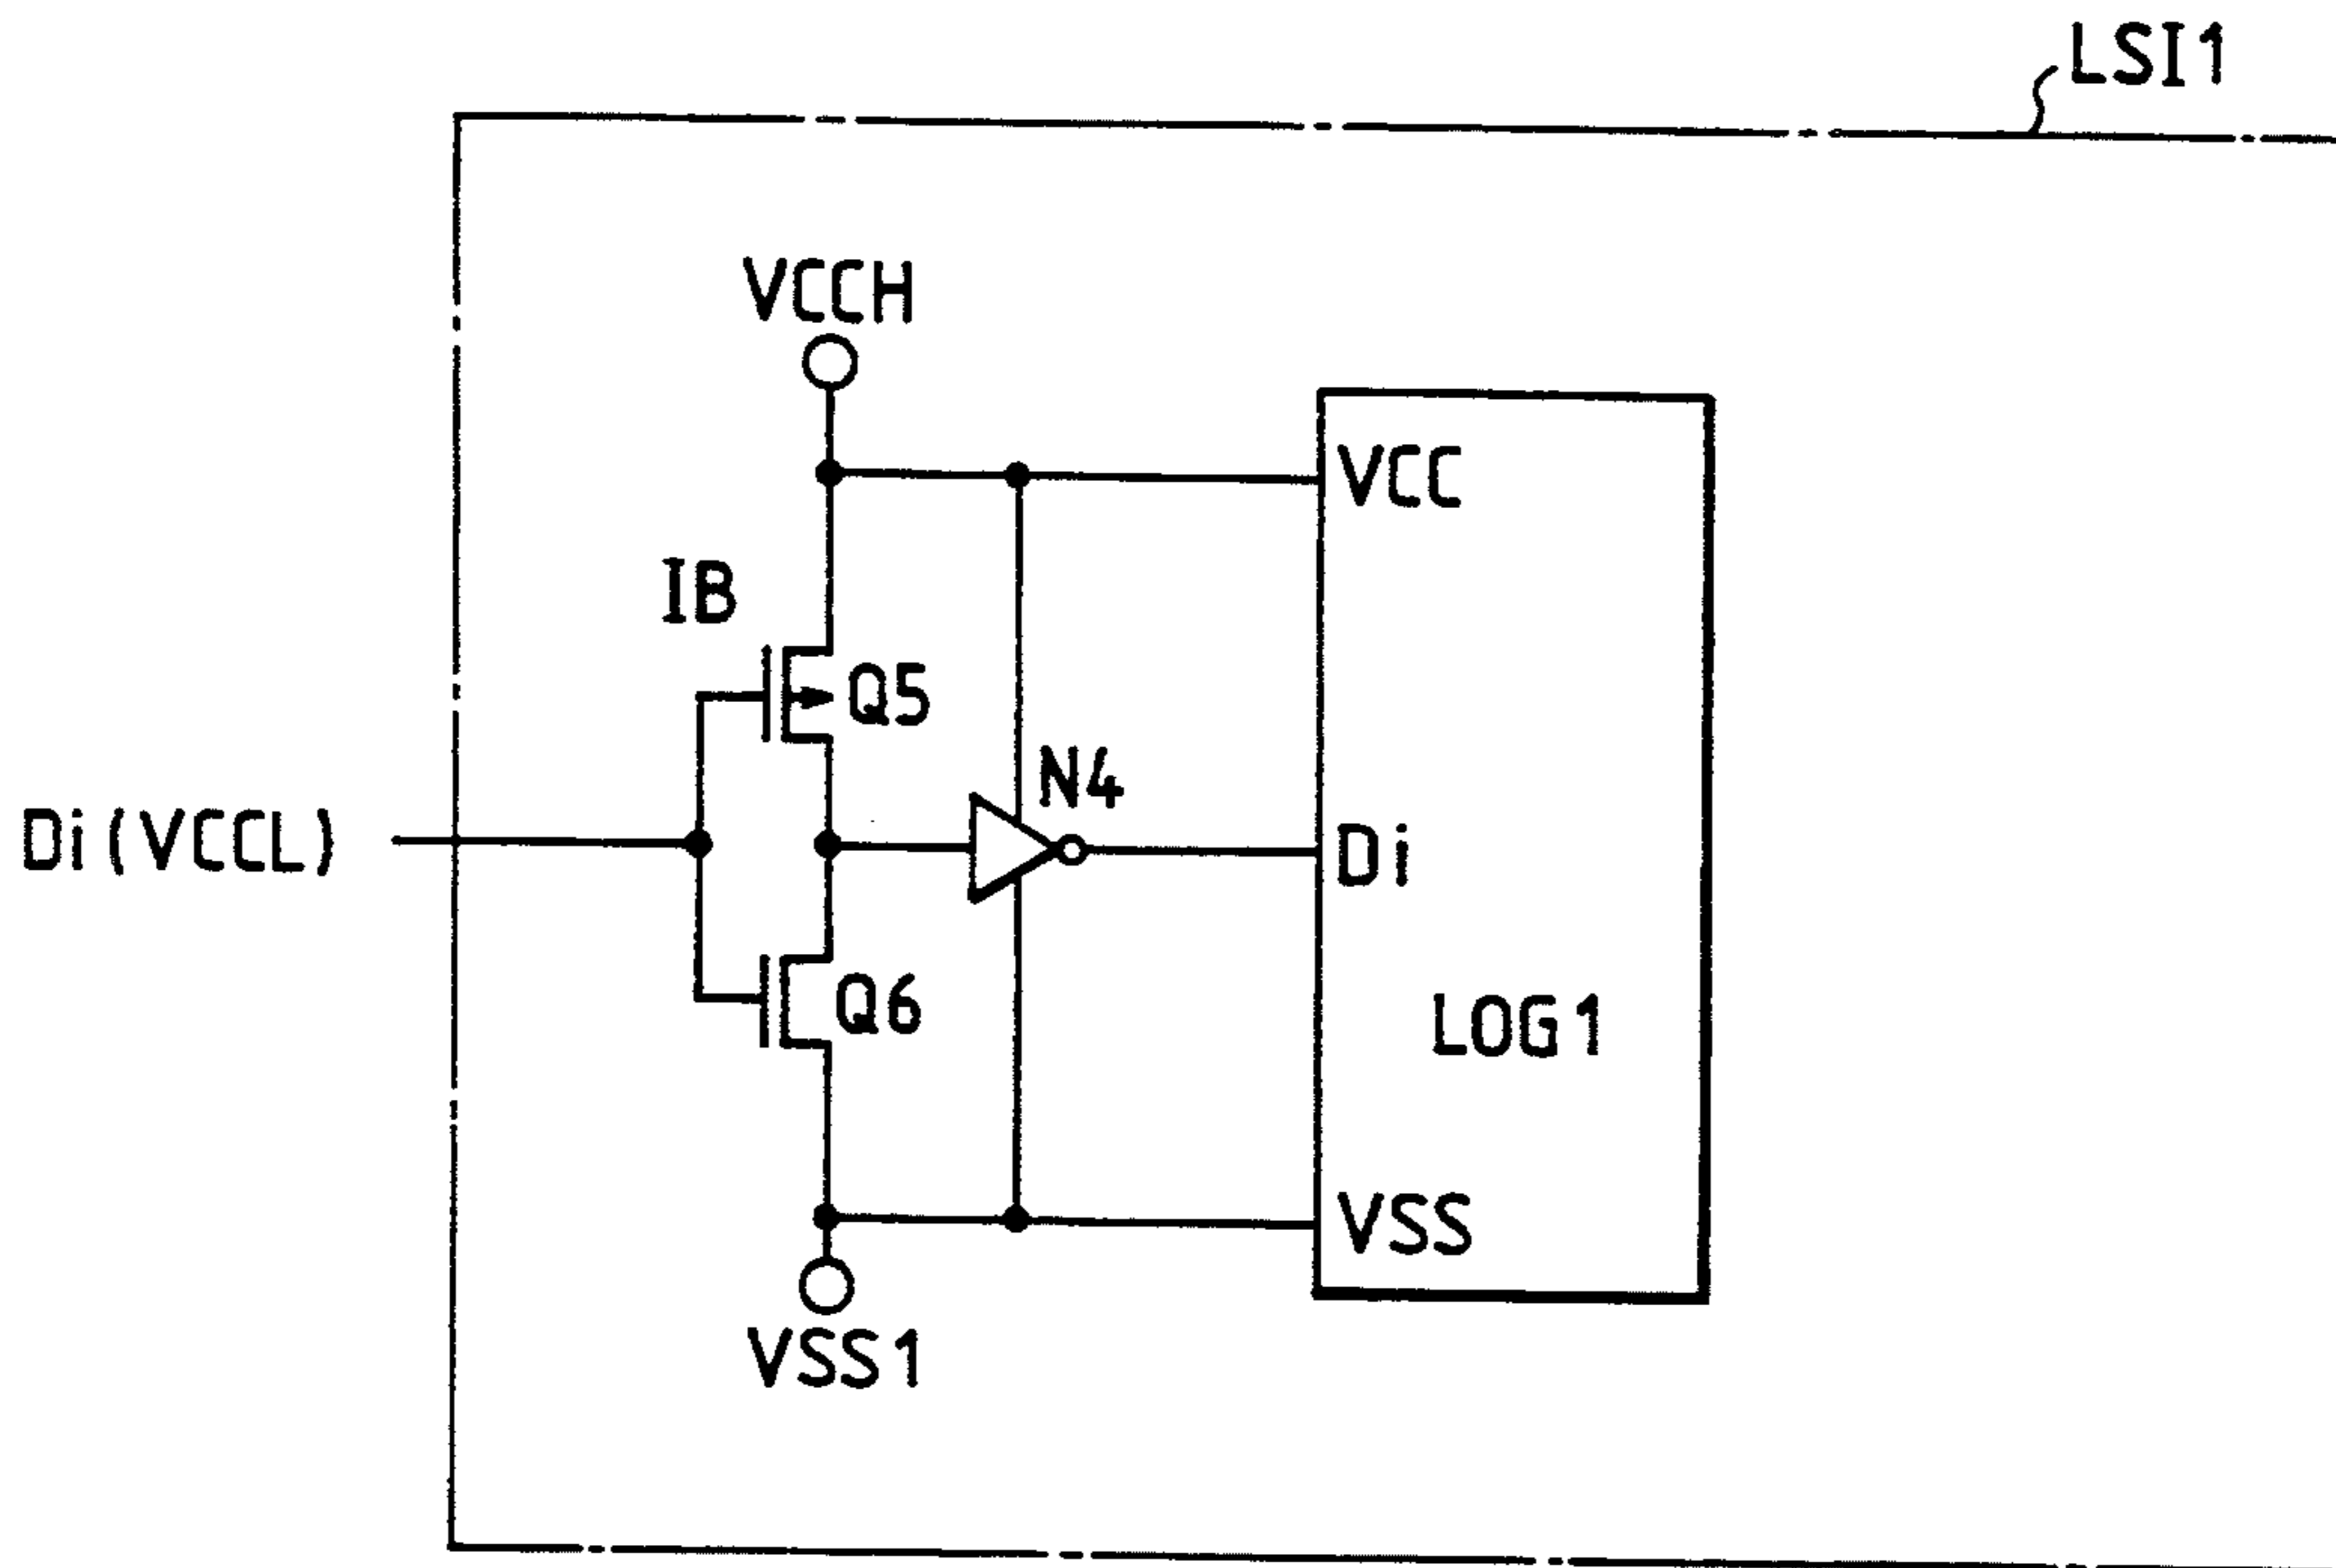 LSI1
VCCH
VCC
IB
Q5
N4
Di(VCCL)
Di
Q6
LOG1
VSS
VSS1